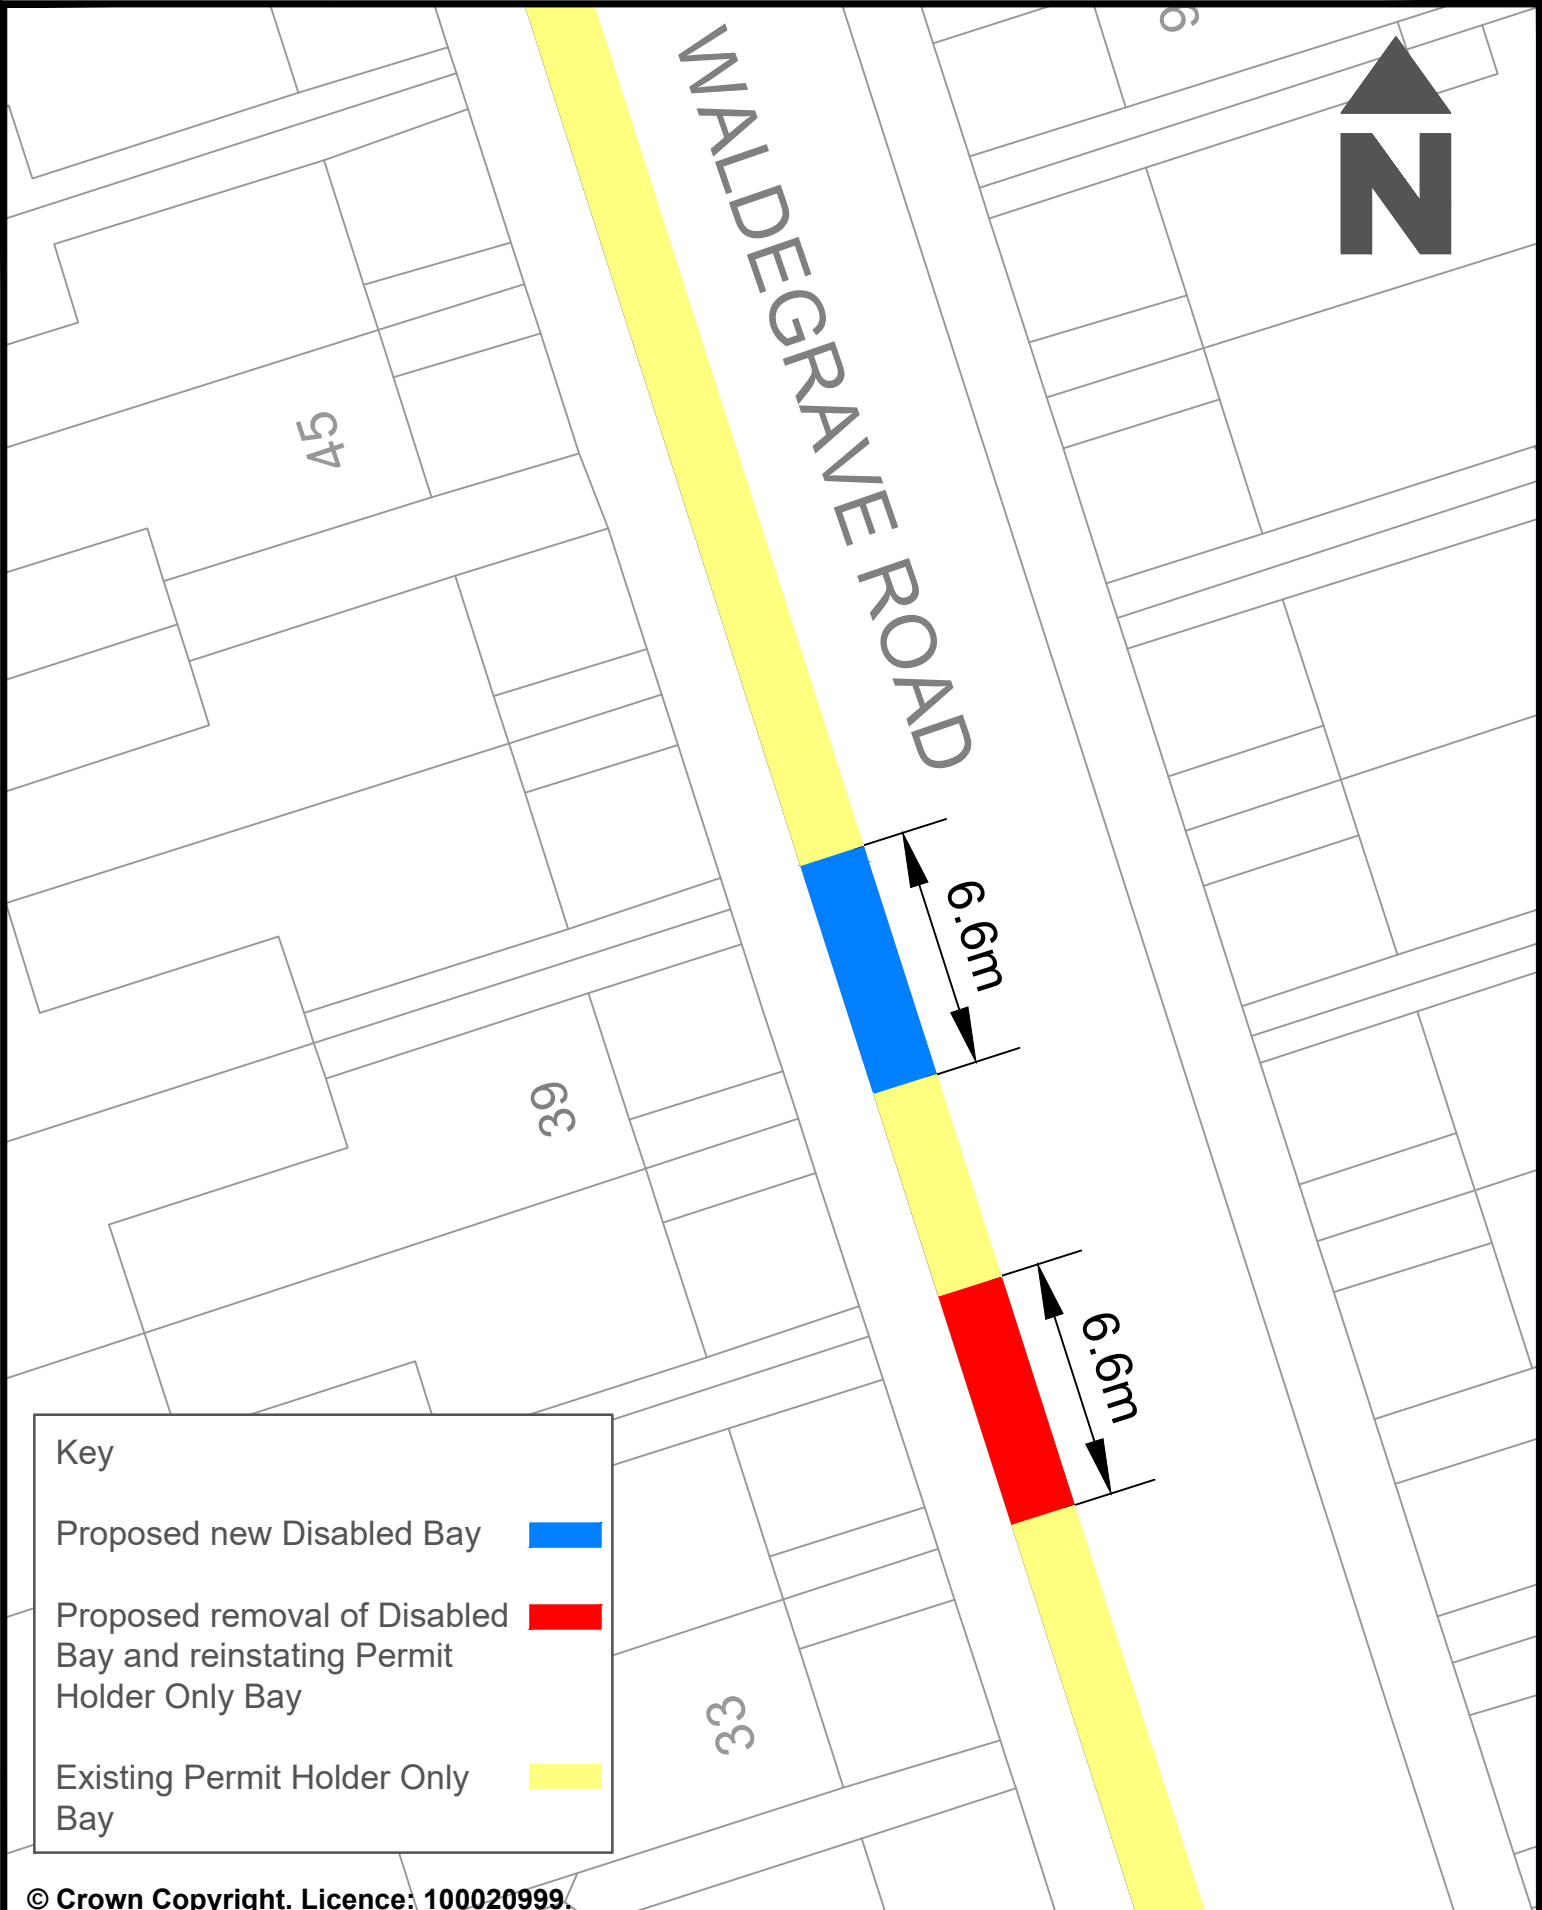 WALDEGRAVE ROAD
N
45
6.6m
39
6.6m
Key
Proposed new Disabled Bay
Proposed removal of Disabled
Bay and reinstating Permit
Holder Only Bay
33
Existing Permit Holder Only
Bay
© Crown Copyright. Licence: 100020999.